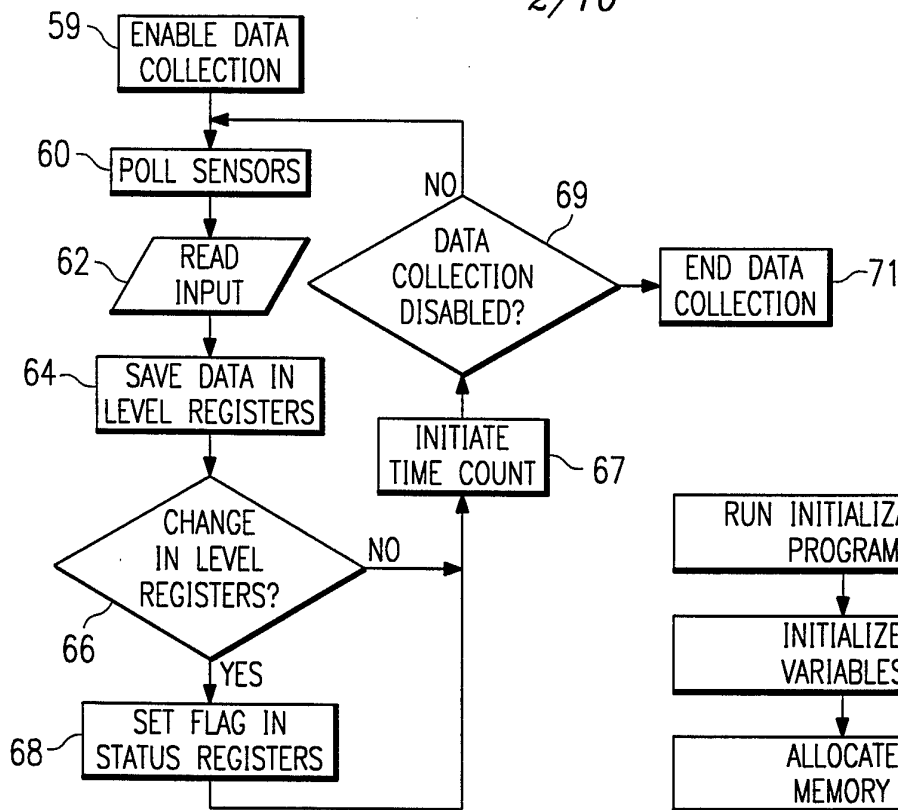 2/10
59
ENABLE DATA
COLLECTION
60
POLL SENSORS
62
READ
INPUT
64
SAVE DATA IN
LEVEL REGISTERS
CHANGE
IN LEVEL
REGISTERS?
66
NO
YES
68
SET FLAG IN
STATUS REGISTERS
INITIATE
TIME COUNT
67
NO
69
DATA
COLLECTION
DISABLED?
END DATA
COLLECTION
71
RUN
PROGRAM
INITIALIZE
VARIABLES
ALLOCATE
MEMORY